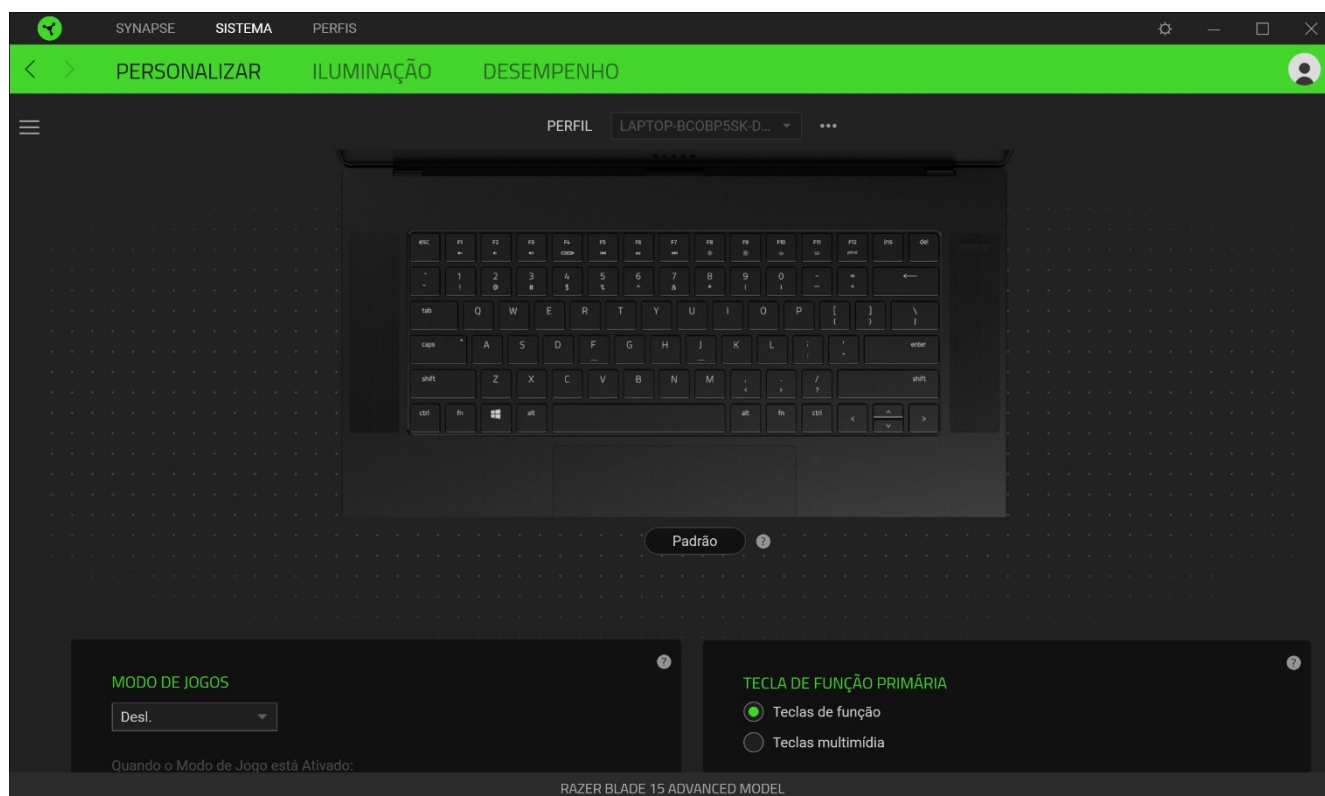 SYNAPSE SISTEMA PERFIS
PERSONALIZAR ILUMINAÇÃO DESEMPENHO
PERFIL LAPTOP-BCOBP5SK-D...
esc F1 F2 F3 F4 F5 F6 F7 F8 F9 F10 F11 F12 ins del
prt sc
` 1 2 3 4 5 6 7 8 9 0 - =
~ ! @ # $ % ^ & * ( ) _ +
tab Q W E R T Y U I O P [ ] \
{ } |
caps A S D F G H J K L ; ' enter
: "
shift Z X C V B N M , . / shift
< > ?
ctrl fn alt alt fn ctrl < ^ >
v
Padrão ?
MODO DE JOGOS ?
Desl.
Quando o Modo de Jogo está Ativado:
TECLA DE FUNÇÃO PRIMÁRIA ?
Teclas de função
Teclas multimídia
RAZER BLADE 15 ADVANCED MODEL